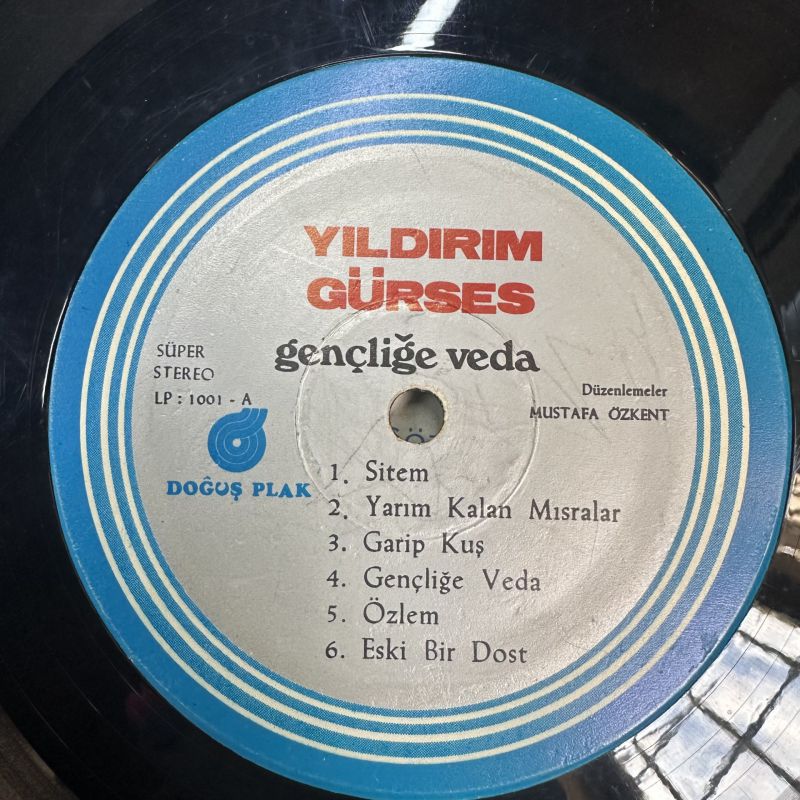 YILDIRIM
GÜRSES
gençliğe veda
SÜPER
STEREO
LP : 1001 - A
DOĞUŞ PLAK
Düzenlemeler
MUSTAFA ÖZKENT
1. Sitem
2. Yarım Kalan Mısralar
3. Garip Kuş
4. Gençliğe Veda
5. Özlem
6. Eski Bir Dost